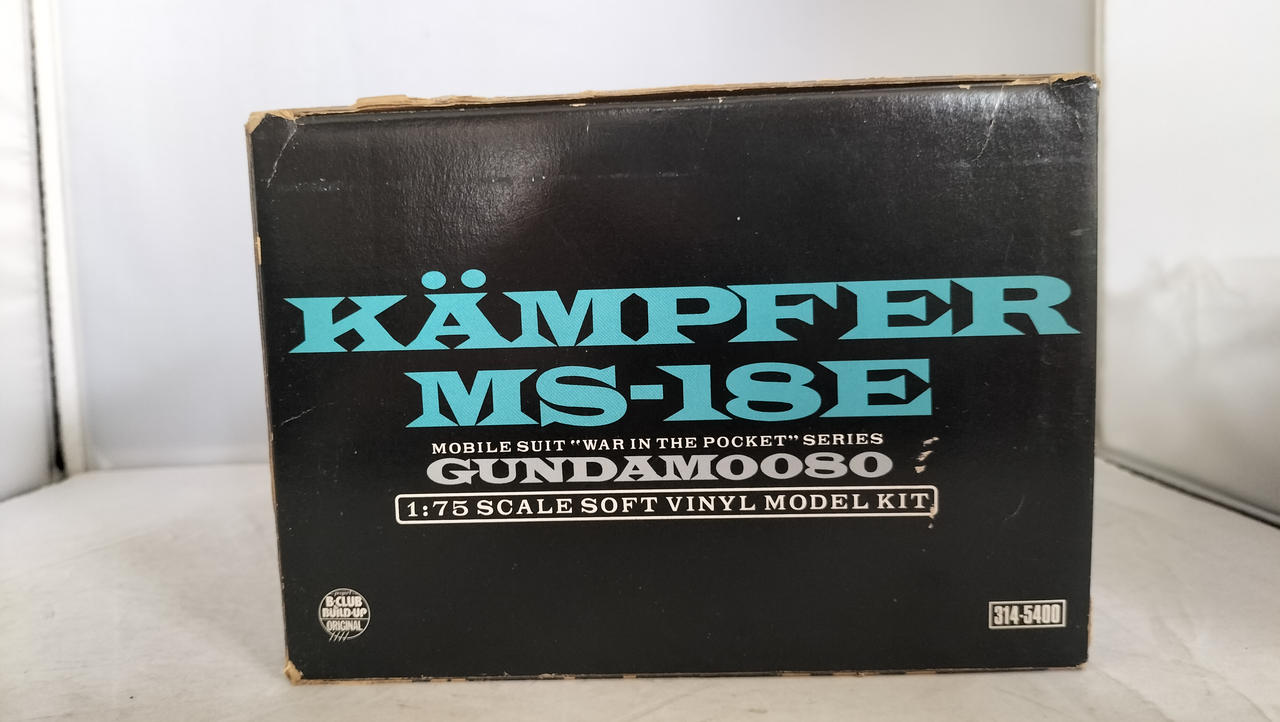 KÄMPFER
MS-18E
MOBILE SUIT "WAR IN THE POCKET" SERIES
GUNDAM0080
1:75 SCALE SOFT VINYL MODEL KIT
project
B-CLUB
BUILD-UP
ORIGINAL
314-5400